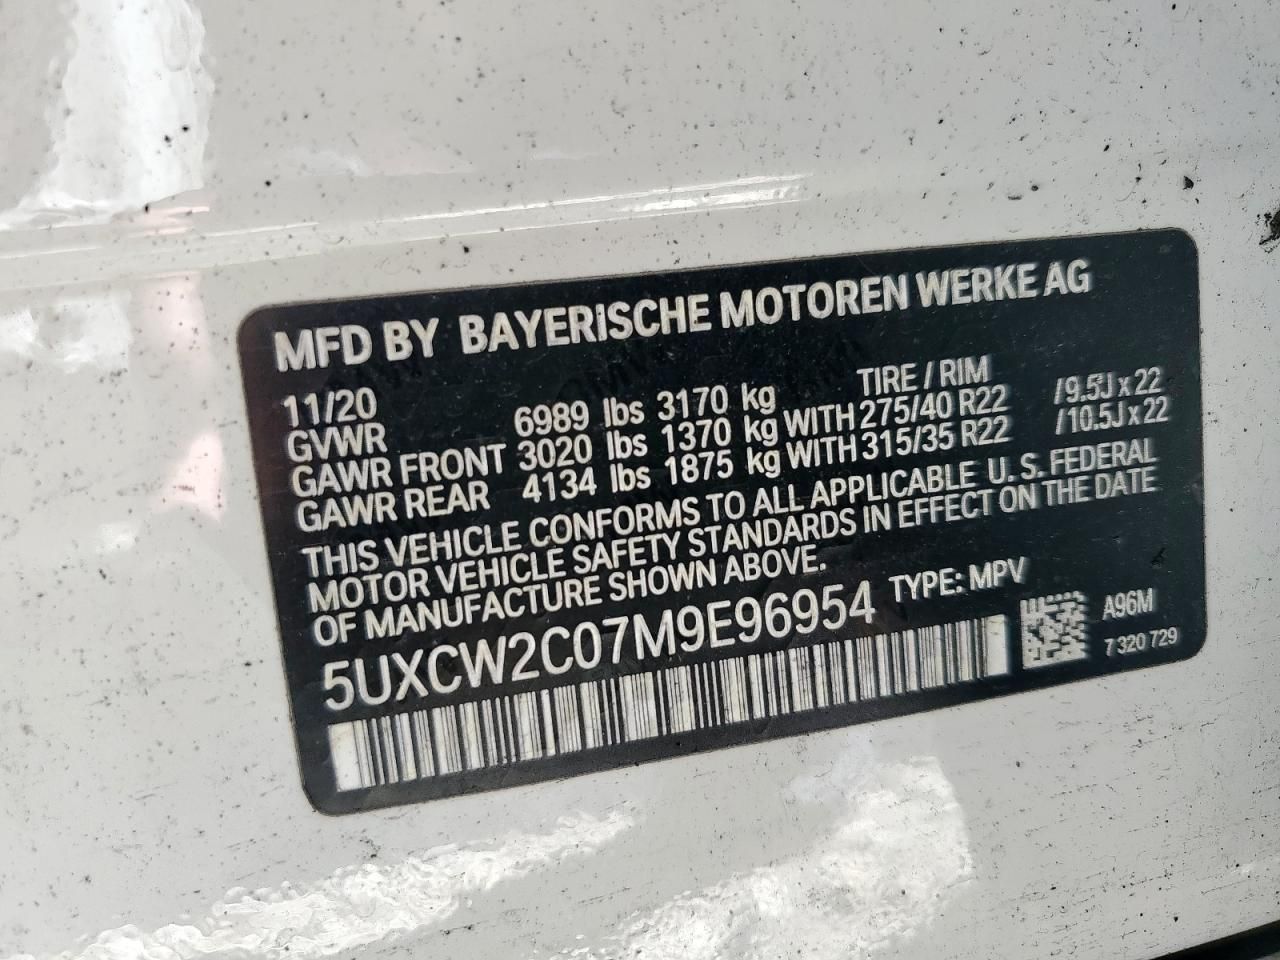 MFD BY BAYERISCHE MOTOREN WERKE AG
11/20 TIRE / RIM
GVWR 6989 lbs 3170 kg
GAWR FRONT 3020 lbs 1370 kg WITH 275/40 R22 /9.5J x 22
GAWR REAR 4134 lbs 1875 kg WITH 315/35 R22 /10.5J x 22
THIS VEHICLE CONFORMS TO ALL APPLICABLE U. S. FEDERAL
MOTOR VEHICLE SAFETY STANDARDS IN EFFECT ON THE DATE
OF MANUFACTURE SHOWN ABOVE.
5UXCW2C07M9E96954 TYPE: MPV
A96M
7 320 729